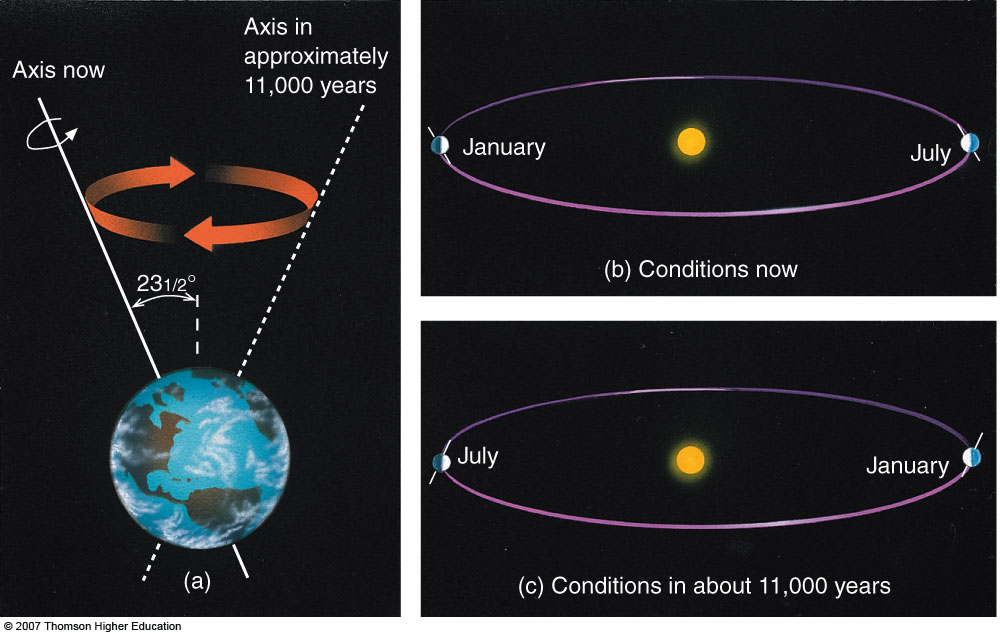 Axis now
Axis in
approximately
11,000 years
23 1/2°
(a)
January
July
(b) Conditions now
July
January
(c) Conditions in about 11,000 years
© 2007 Thomson Higher Education